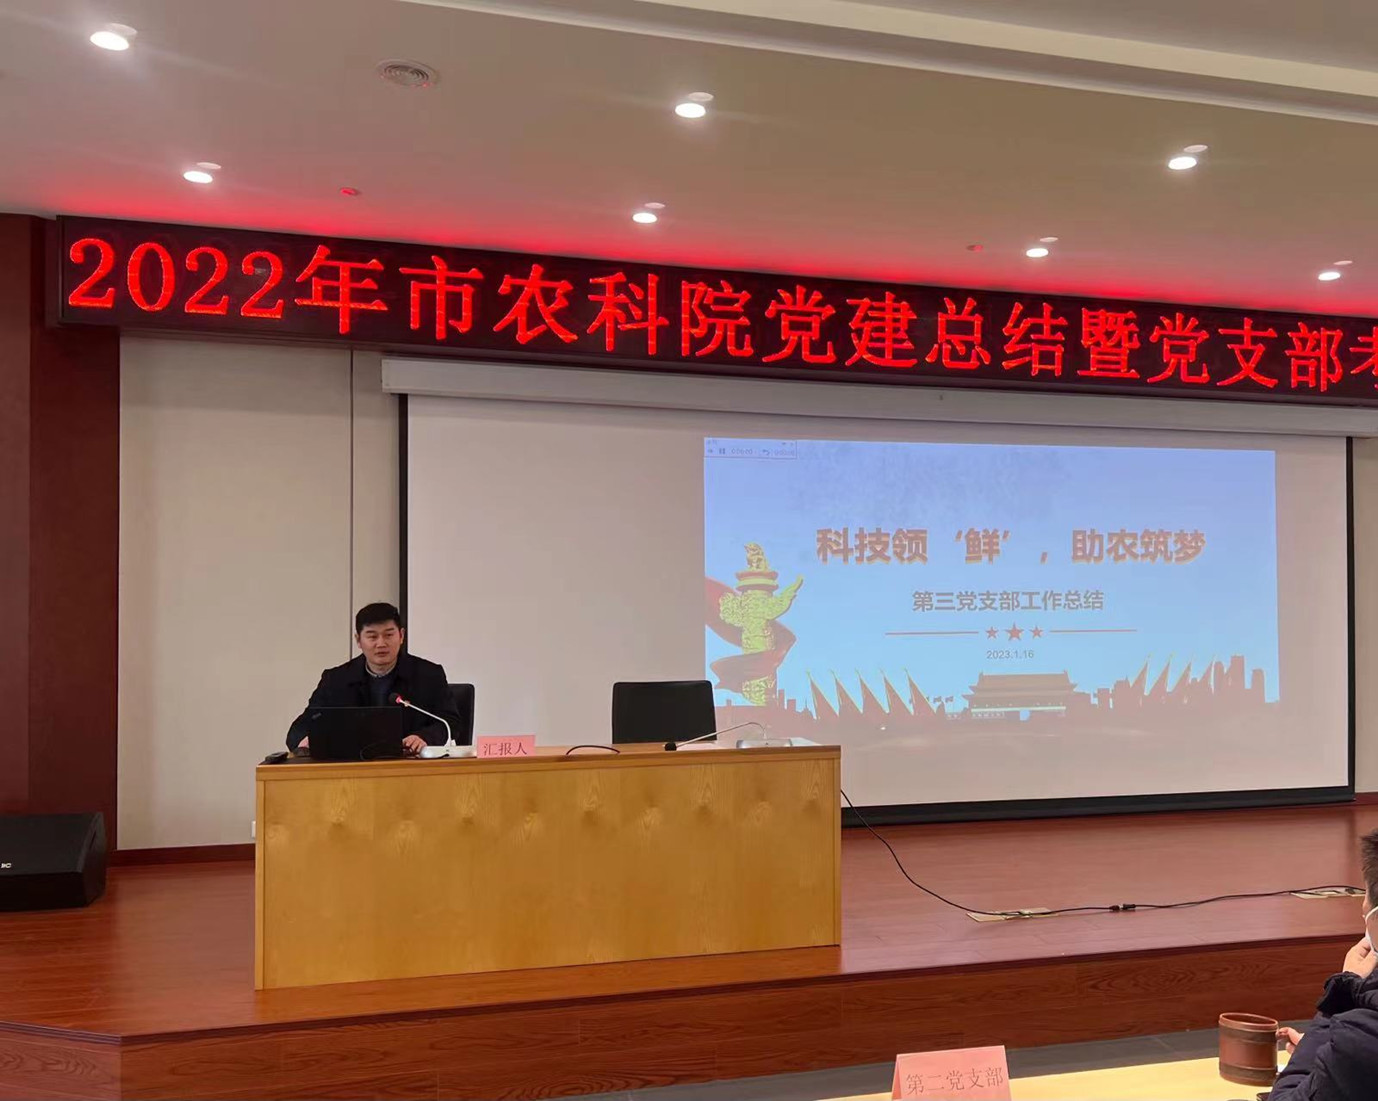 2022年市农科院党建总结暨党支部考
科技领‘鲜’，助农筑梦
第三党支部工作总结
2023.1.16
汇报人
第二党支部